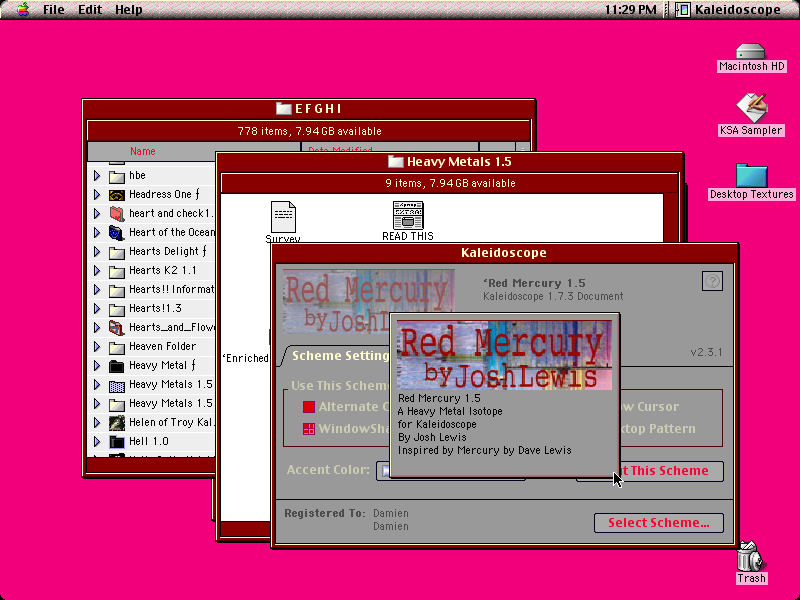 File Edit Help 11:29 PM Kaleidoscope
Macintosh HD
KSA Sampler
Desktop Textures
Trash
E F G H I
778 items, 7.94 GB available
Name Date Modified
hbe
Headress One ƒ
heart and check1.
Heart of the Ocean
Hearts Delight ƒ
Hearts K2 1.1
Hearts!! Informat
Hearts!1.3
Hearts_and_Flowe
Heaven Folder
Heavy Metal ƒ
Heavy Metals 1.5
Heavy Metals 1.5
Helen of Troy Kal.
Hell 1.0
Heavy Metals 1.5
9 items, 7.94 GB available
Survey
READ THIS
'Enriched
Kaleidoscope
Red Mercury
by JoshL
'Red Mercury 1.5
Kaleidoscope 1.7.3 Document
v2.3.1
Scheme Setting
Use This Scheme
Alternate C
ow Cursor
WindowSha
ktop Pattern
Accent Color:
t This Scheme
Registered To: Damien
Damien
Select Scheme...
Red Mercury
by JoshLewis
Red Mercury 1.5
A Heavy Metal Isotope
for Kaleidoscope
By Josh Lewis
Inspired by Mercury by Dave Lewis